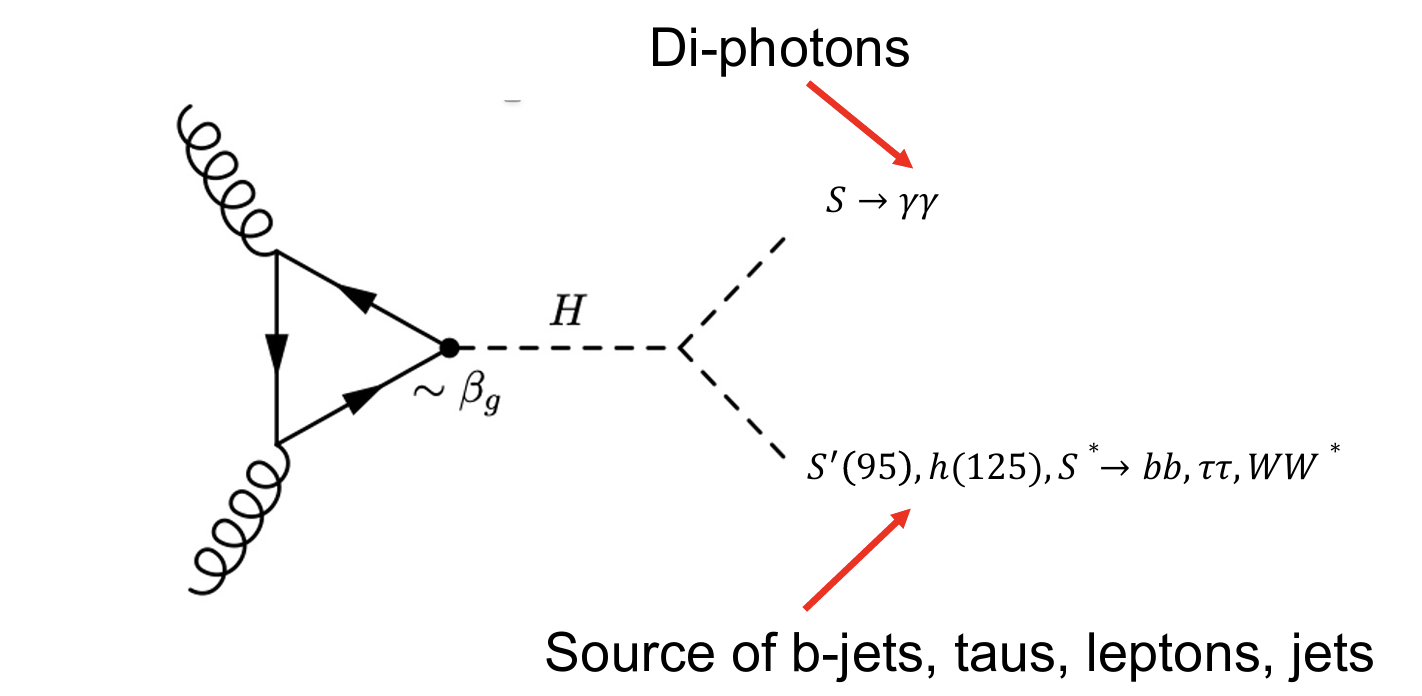 Di-photons
S → γγ
H
~ β_g
S′(95), h(125), S* → bb, ττ, WW*
Source of b-jets, taus, leptons, jets